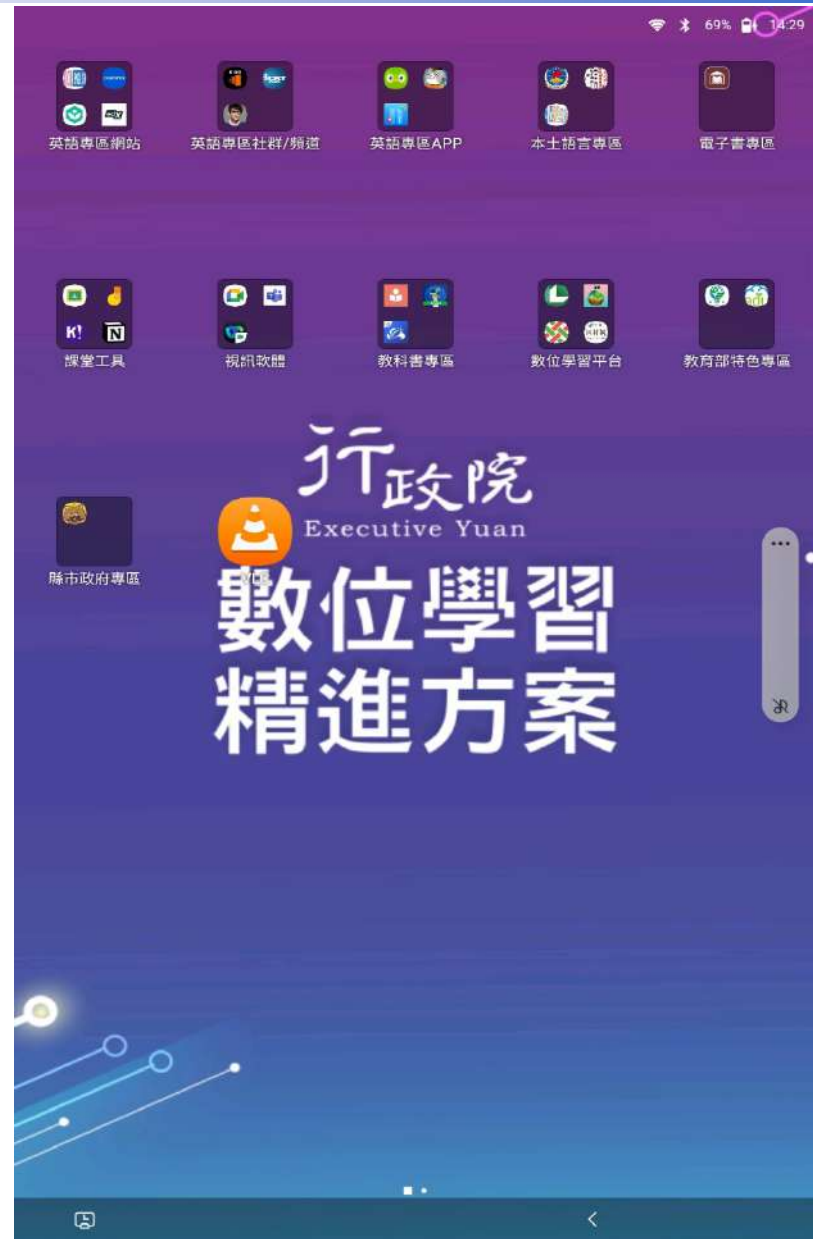 69% 14:29
英語專區網站 英語專區社群/頻道 英語專區APP 本土語言專區 電子書專區
課堂工具 視訊軟體 教科書專區 數位學習平台 教育部特色專區
行政院
Executive Yuan
縣市政府專區 VLC
數位學習
精進方案